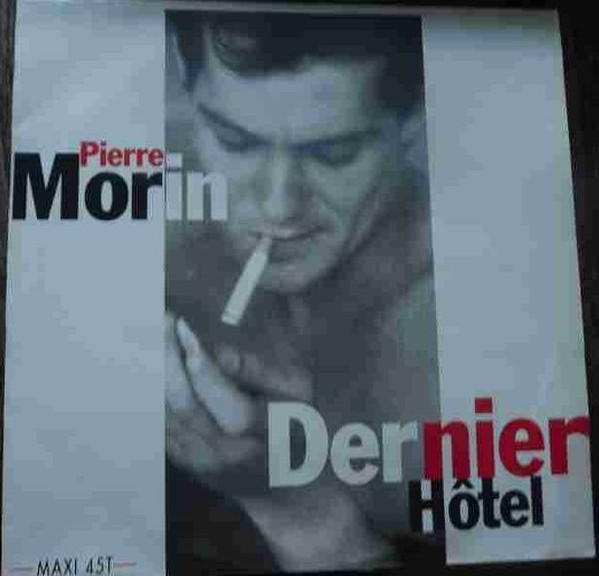 Pierre
Morin
Dernier
Hôtel
MAXI 45T